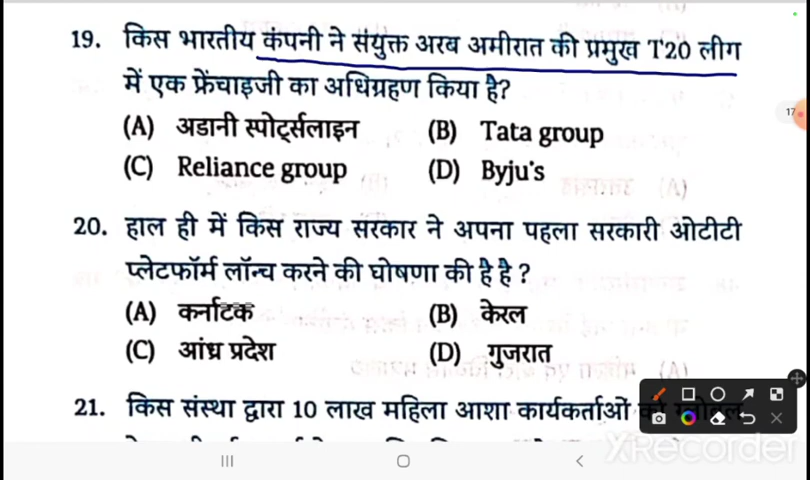 19. किस भारतीय कंपनी ने संयुक्त अरब अमीरात की प्रमुख T20 लीग
में एक फ्रेंचाइजी का अधिग्रहण किया है?
(A) अडानी स्पोर्ट्सलाइन (B) Tata group
(C) Reliance group (D) Byju's
20. हाल ही में किस राज्य सरकार ने अपना पहला सरकारी ओटीटी
प्लेटफॉर्म लॉन्च करने की घोषणा की है है ?
(A) कर्नाटक (B) केरल
(C) आंध्र प्रदेश (D) गुजरात
21. किस संस्था द्वारा 10 लाख महिला आशा कार्यकर्ताओं को ग्लोबल
XRecorder
17